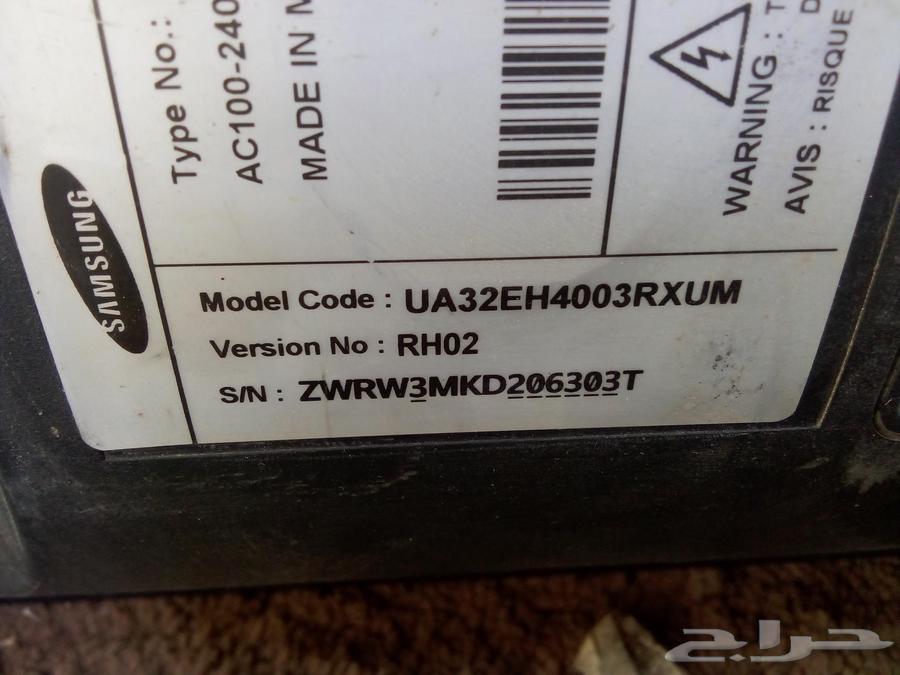 SAMSUNG
Type No.:
AC100-240
MADE IN
WARNING :
AVIS : RISQUE
Model Code : UA32EH4003RXUM
Version No : RH02
S/N : ZWRW3MKD206303T
حراج